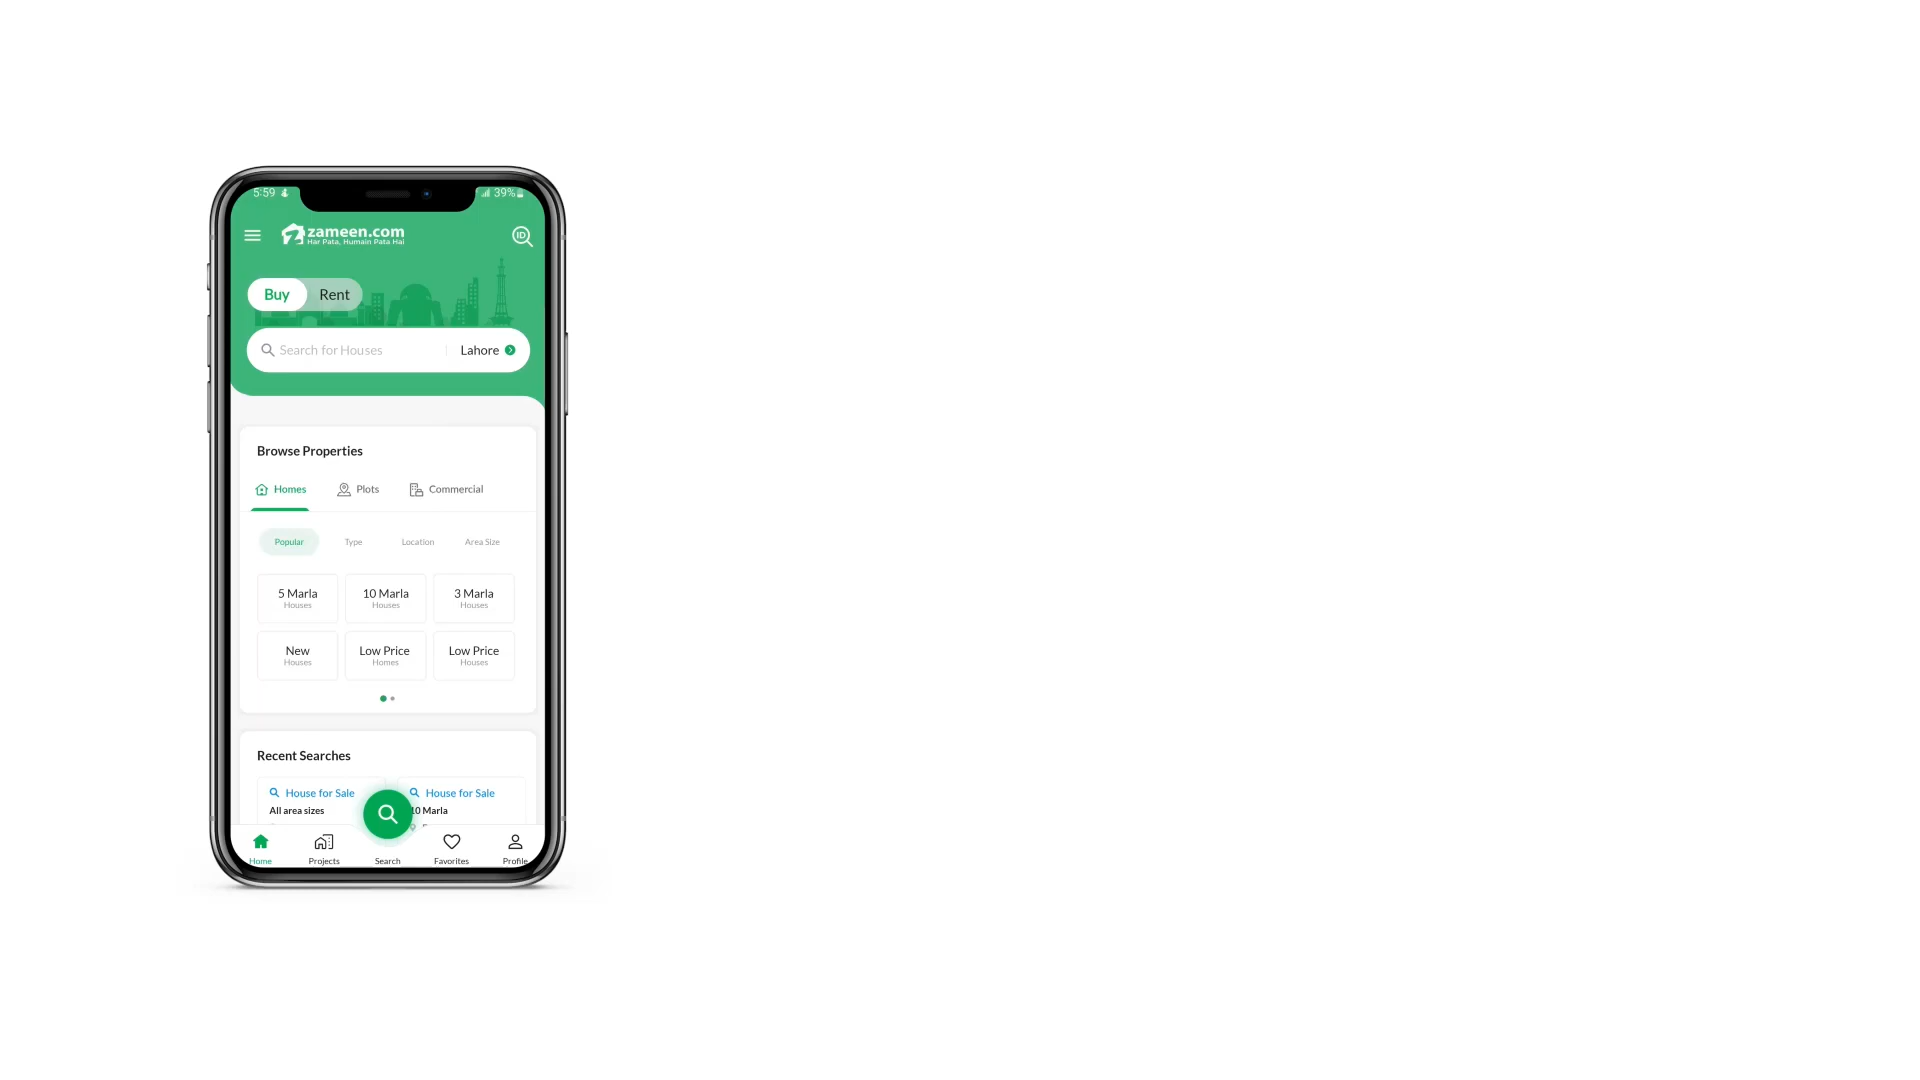 5:59
39%
zameen.com
Har Pata, Humain Pata Hai
ID
Buy Rent
Search for Houses Lahore
Browse Properties
Homes Plots Commercial
Popular Type Location Area Size
5 Marla 10 Marla 3 Marla
Houses Houses Houses
New Low Price Low Price
Houses Homes Houses
Recent Searches
House for Sale House for Sale
All area sizes 10 Marla
Home Projects Search Favorites Profile